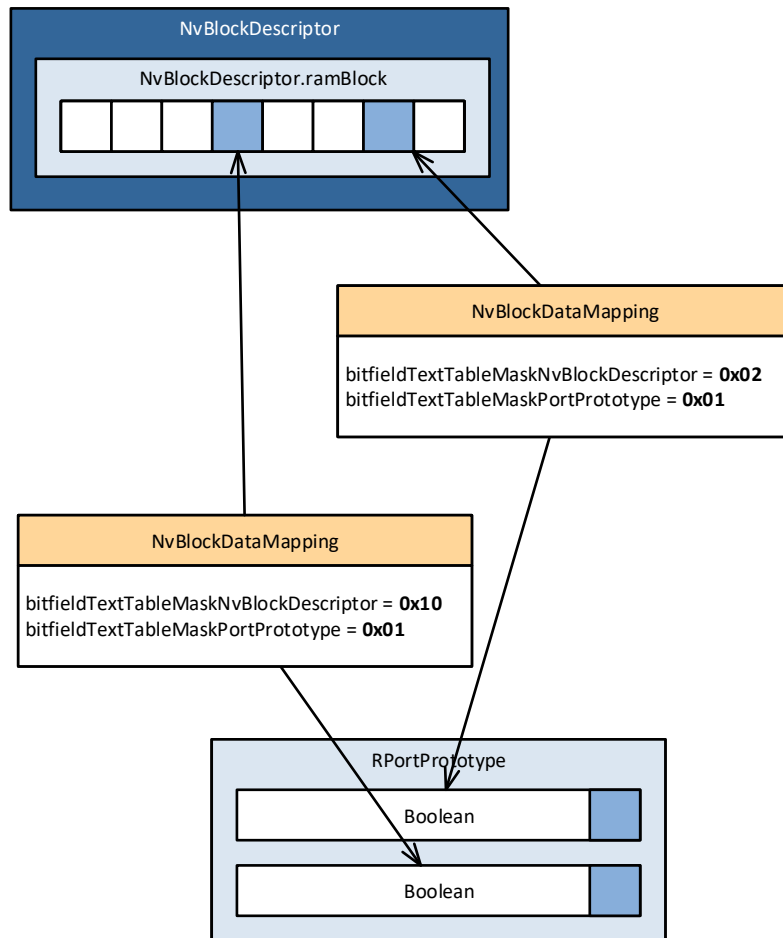 NvBlockDescriptor
NvBlockDescriptor.ramBlock
NvBlockDataMapping
bitfieldTextTableMaskNvBlockDescriptor = 0x02
bitfieldTextTableMaskPortPrototype = 0x01
NvBlockDataMapping
bitfieldTextTableMaskNvBlockDescriptor = 0x10
bitfieldTextTableMaskPortPrototype = 0x01
RPortPrototype
Boolean
Boolean